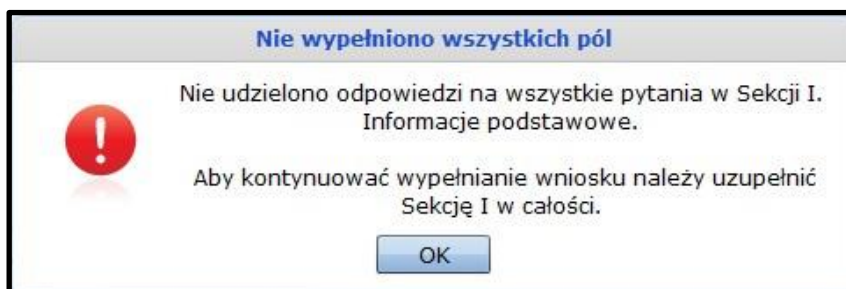 Nie wypełniono wszystkich pól
Nie udzielono odpowiedzi na wszystkie pytania w Sekcji I.
Informacje podstawowe.
Aby kontynuować wypełnianie wniosku należy uzupełnić
Sekcję I w całości.
OK